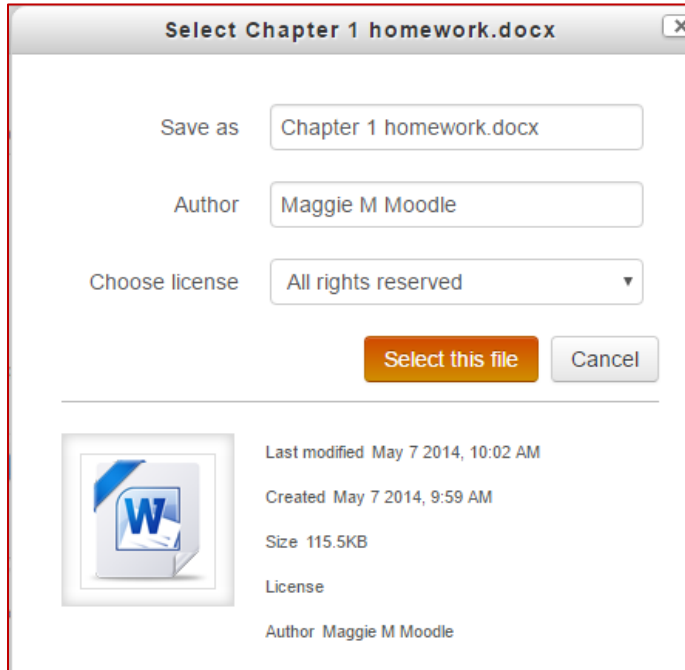 Select Chapter 1 homework.docx
Save as Chapter 1 homework.docx
Author Maggie M Moodle
Choose license All rights reserved
Select this file Cancel
Last modified May 7 2014, 10:02 AM
Created May 7 2014, 9:59 AM
Size 115.5KB
License
Author Maggie M Moodle
W